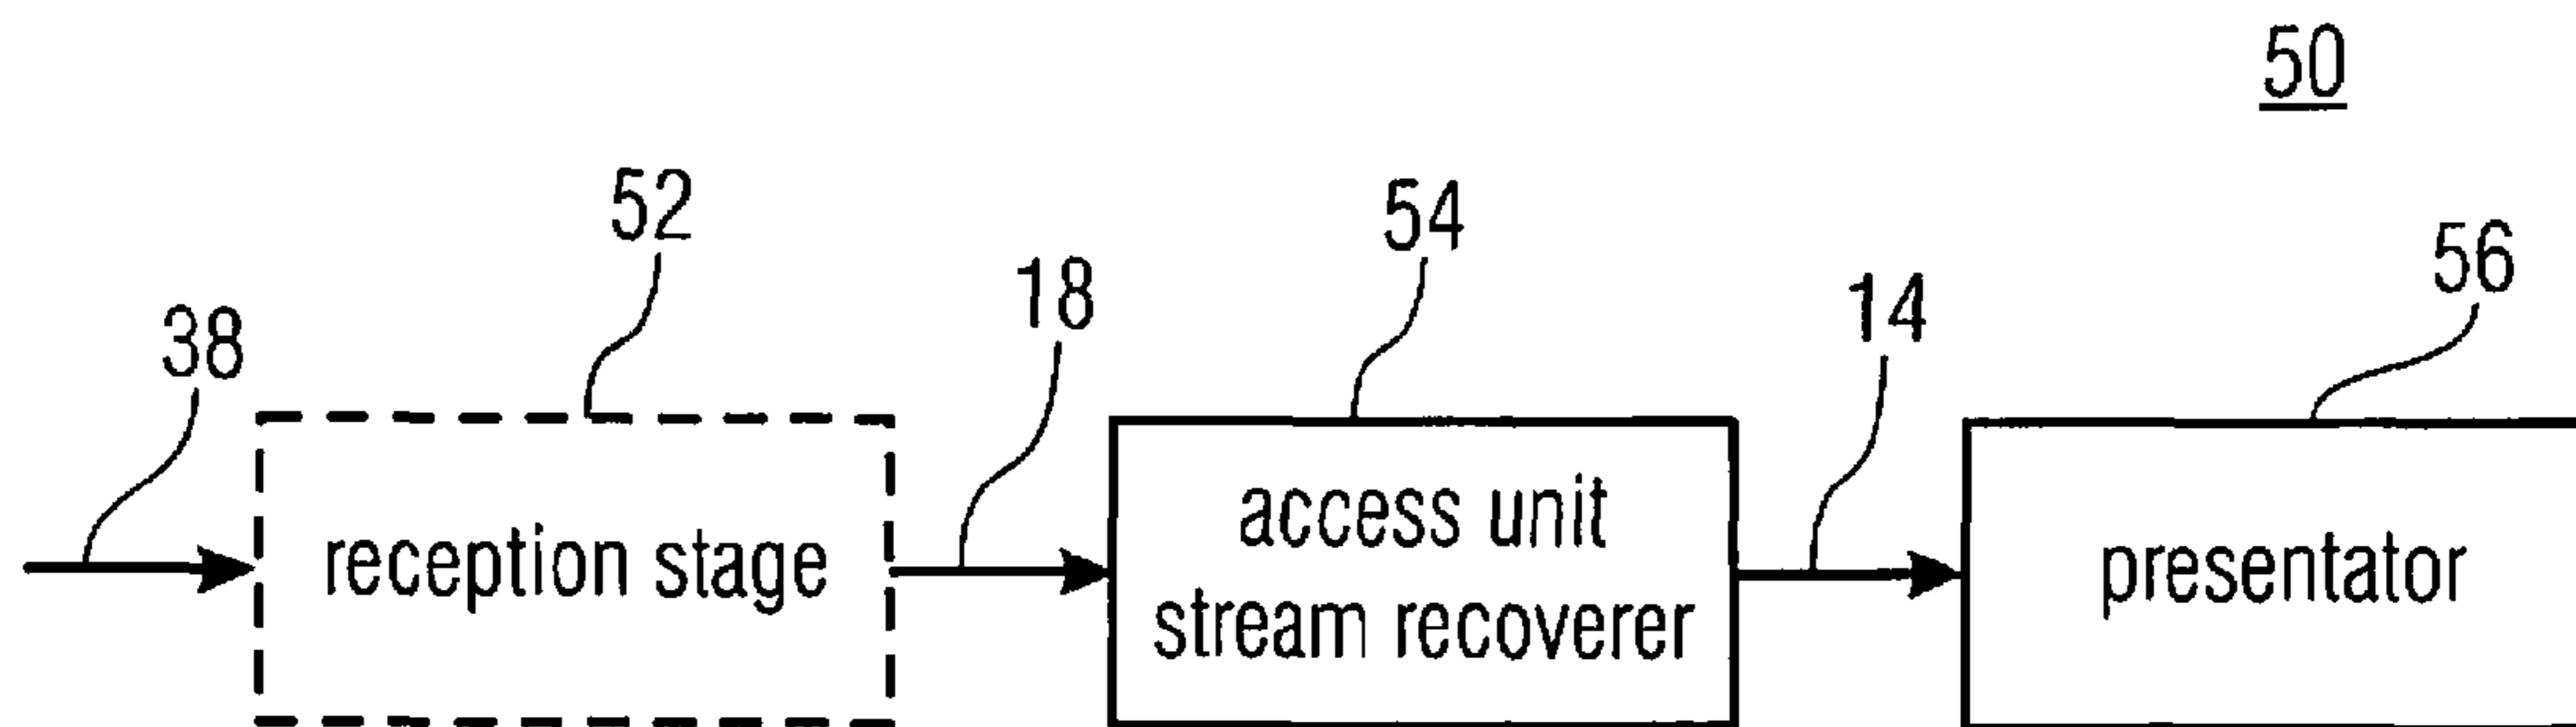 50
52
54
56
18
14
38
reception stage
access unit
stream recoverer
presentator